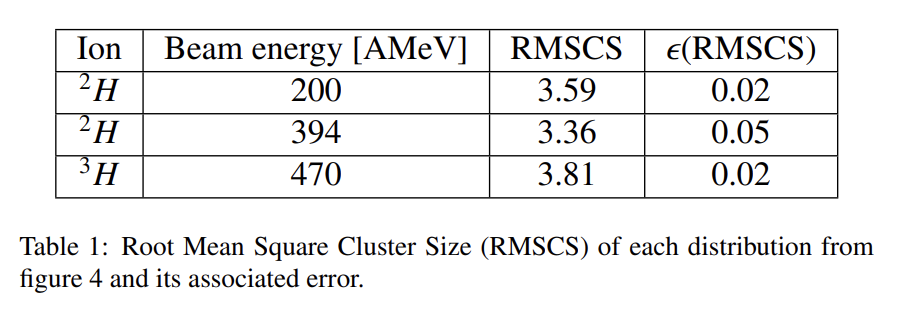 Ion Beam energy [AMeV] RMSCS ϵ(RMSCS)
²H 200 3.59 0.02
²H 394 3.36 0.05
³H 470 3.81 0.02
Table 1: Root Mean Square Cluster Size (RMSCS) of each distribution from
figure 4 and its associated error.